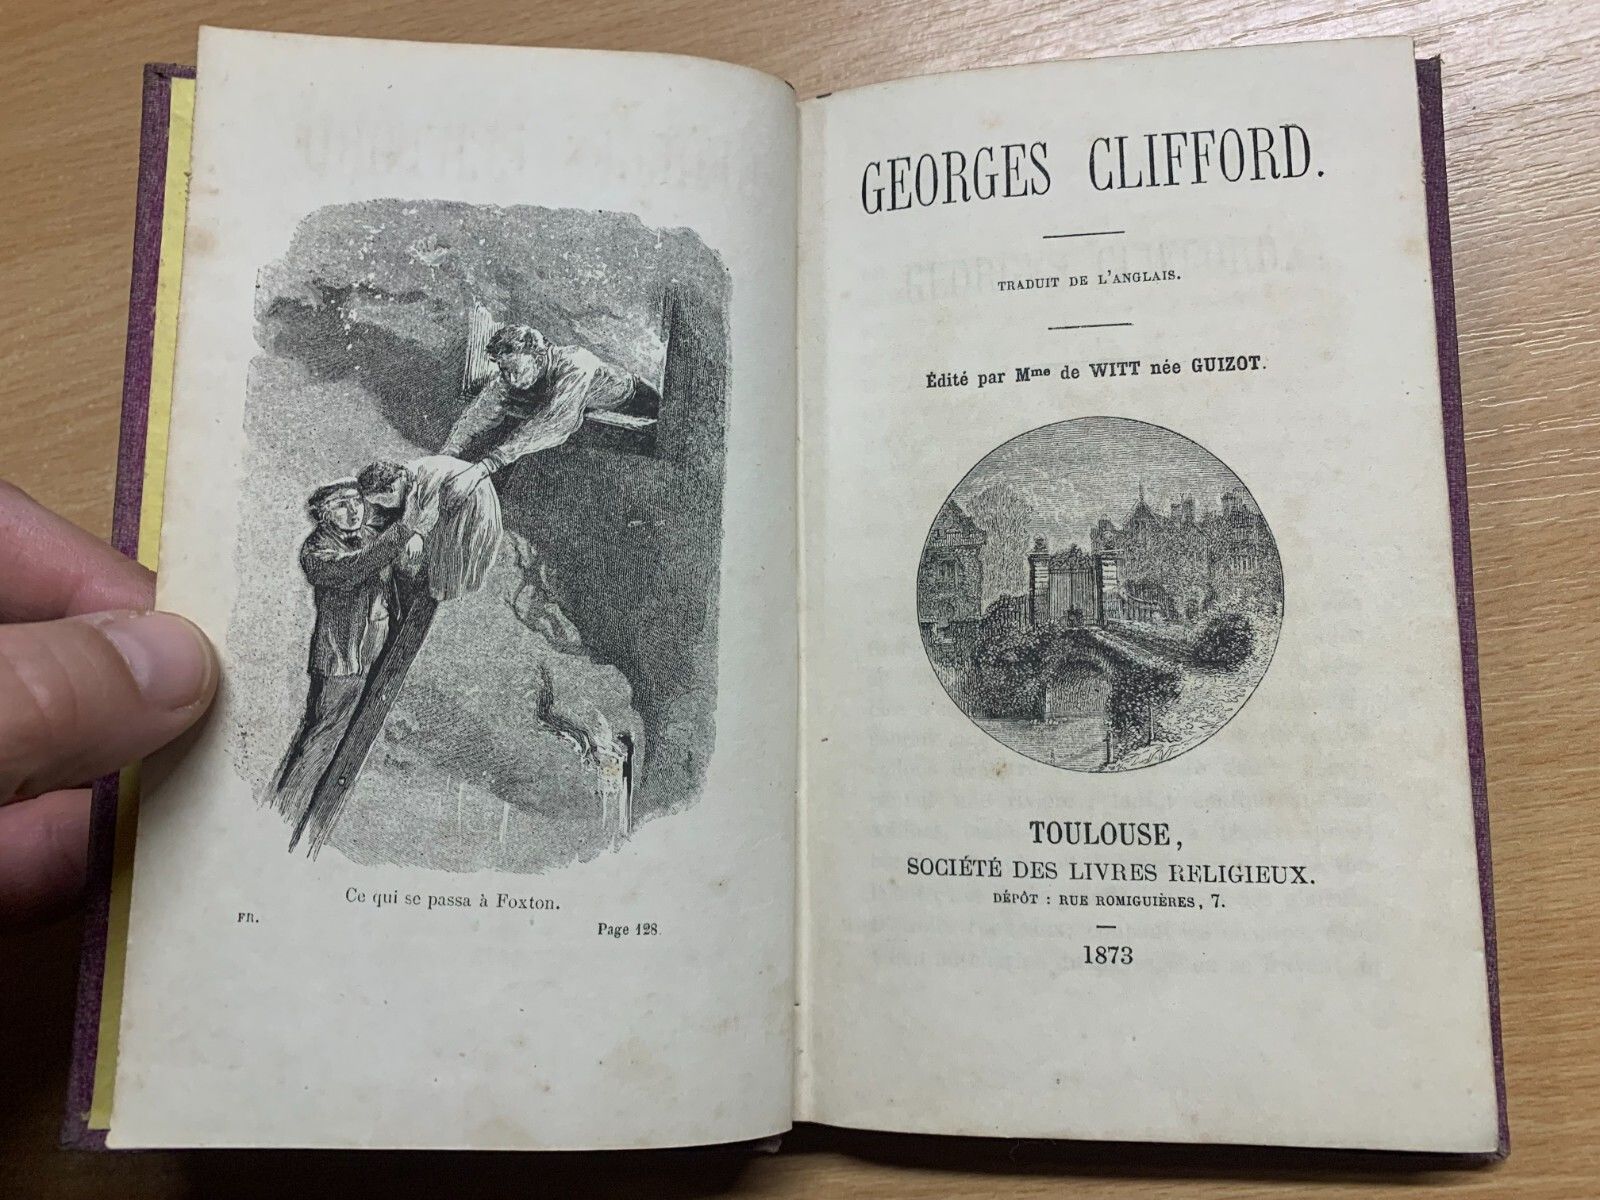 Ce qui se passa à Foxton.
FR.
Page 128.
GEORGES CLIFFORD.
TRADUIT DE L'ANGLAIS.
Édité par Mme de WITT née GUIZOT.
TOULOUSE,
SOCIÉTÉ DES LIVRES RELIGIEUX.
DÉPÔT : RUE ROMIGUIÈRES, 7.
1873